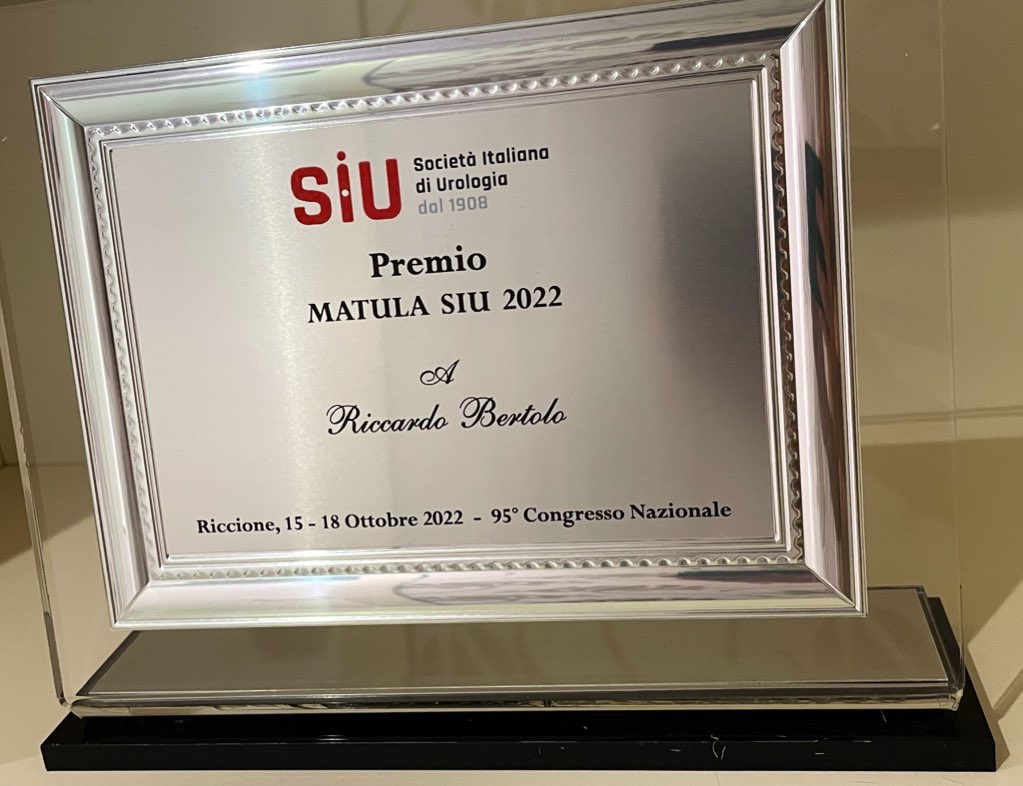 SiU
Società Italiana
di Urologia
dal 1908
Premio
MATULA SIU 2022
A
Riccardo Bertolo
Riccione, 15 - 18 Ottobre 2022 - 95° Congresso Nazionale